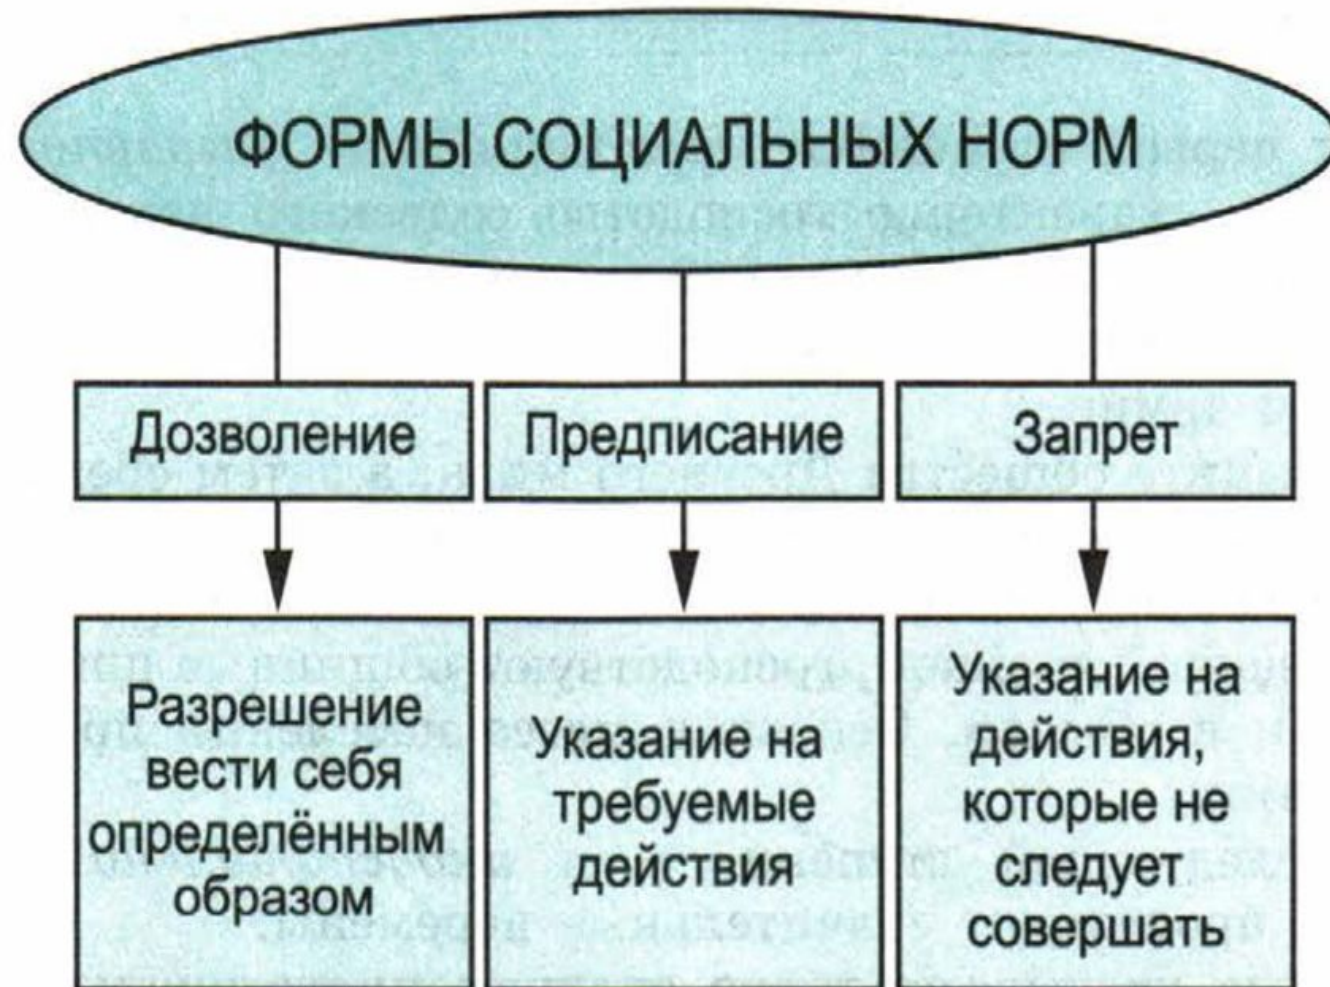 ФОРМЫ СОЦИАЛЬНЫХ НОРМ
Дозволение
Предписание
Запрет
Разрешение
вести себя
определённым
образом
Указание на
требуемые
действия
Указание на
действия,
которые не
следует
совершать